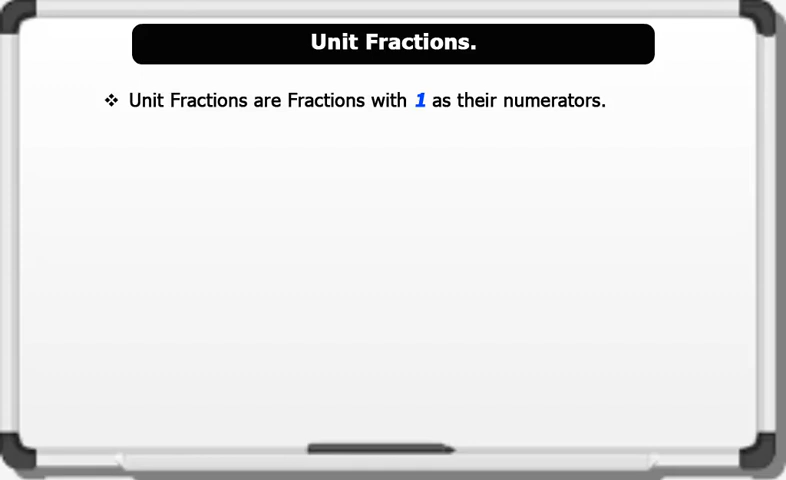 Unit Fractions.
❖ Unit Fractions are Fractions with 1 as their numerators.